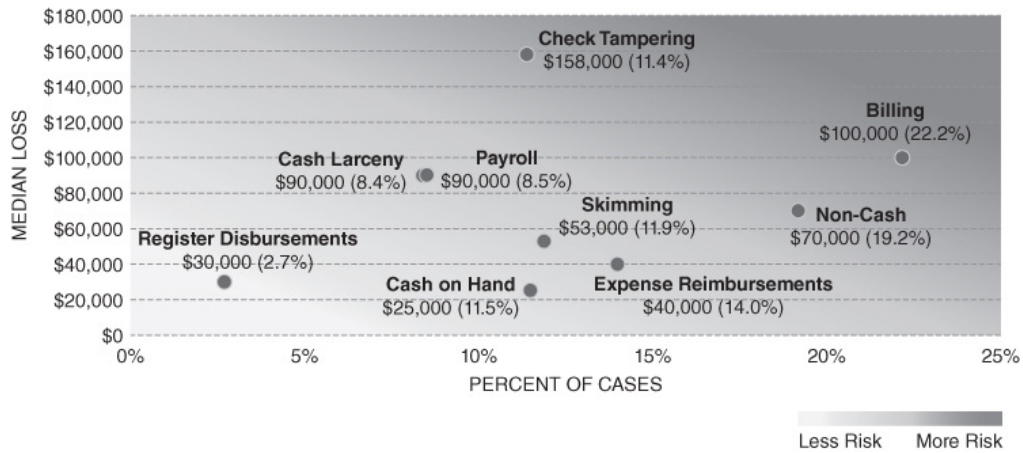 $180,000
$160,000
$140,000
$120,000
$100,000
$80,000
$60,000
$40,000
$20,000
$0
MEDIAN LOSS
Check Tampering
$158,000 (11.4%)
Billing
$100,000 (22.2%)
Cash Larceny
$90,000 (8.4%)
Payroll
$90,000 (8.5%)
Skimming
$53,000 (11.9%)
Non-Cash
$70,000 (19.2%)
Register Disbursements
$30,000 (2.7%)
Cash on Hand
$25,000 (11.5%)
Expense Reimbursements
$40,000 (14.0%)
0% 5% 10% 15% 20% 25%
PERCENT OF CASES
Less Risk More Risk